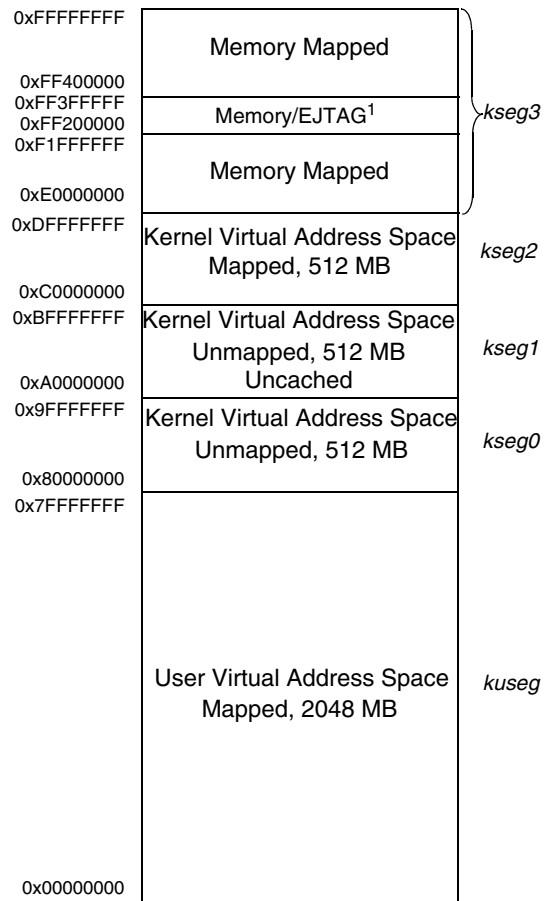 0xFFFFFFFF
Memory Mapped
0xFF400000
0xFF3FFFFF
Memory/EJTAG1
kseg3
0xFF200000
0xF1FFFFFF
Memory Mapped
0xE0000000
0xDFFFFFFF
Kernel Virtual Address Space
Mapped, 512 MB
kseg2
0xC0000000
0xBFFFFFFF
Kernel Virtual Address Space
Unmapped, 512 MB
Uncached
kseg1
0xA0000000
0x9FFFFFFF
Kernel Virtual Address Space
Unmapped, 512 MB
kseg0
0x80000000
0x7FFFFFFF
User Virtual Address Space
Mapped, 2048 MB
kuseg
0x00000000